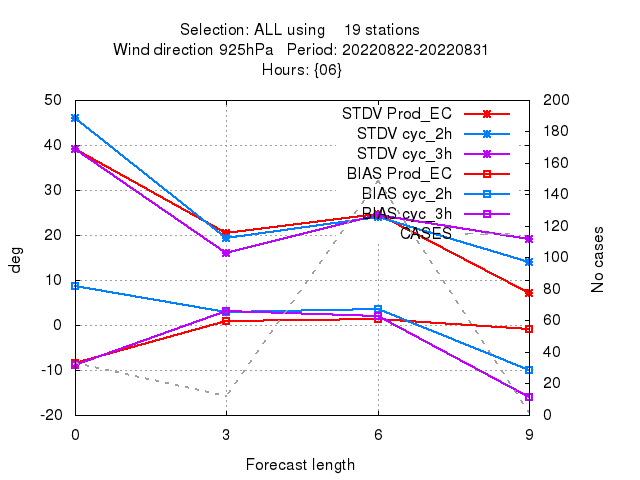 Selection: ALL using 19 stations
Wind direction 925hPa Period: 20220822-20220831
Hours: {06}
50 200
STDV Prod_EC
180
STDV cyc_2h
40
160
STDV cyc_3h
BIAS Prod_EC
30
140
BIAS cyc_2h
BIAS cyc_3h
120
20
CASES
deg
10
100
No cases
80
0
60
-10
40
20
-20 0
0 3 6 9
Forecast length